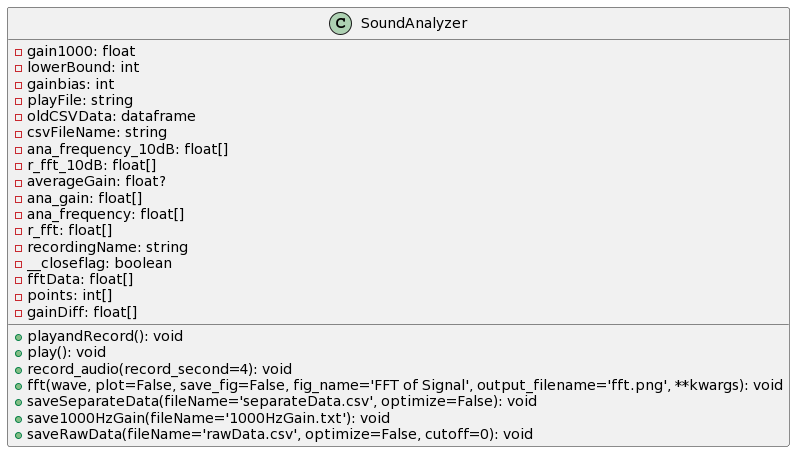 C SoundAnalyzer
gain1000: float
lowerBound: int
gainbias: int
playFile: string
oldCSVData: dataframe
csvFileName: string
ana_frequency_10dB: float[]
r_fft_10dB: float[]
averageGain: float?
ana_gain: float[]
ana_frequency: float[]
r_fft: float[]
recordingName: string
__closeflag: boolean
fftData: float[]
points: int[]
gainDiff: float[]
playandRecord(): void
play(): void
record_audio(record_second=4): void
fft(wave, plot=False, save_fig=False, fig_name='FFT of Signal', output_filename='fft.png', **kwargs): void
saveSeparateData(fileName='separateData.csv', optimize=False): void
save1000HzGain(fileName='1000HzGain.txt'): void
saveRawData(fileName='rawData.csv', optimize=False, cutoff=0): void